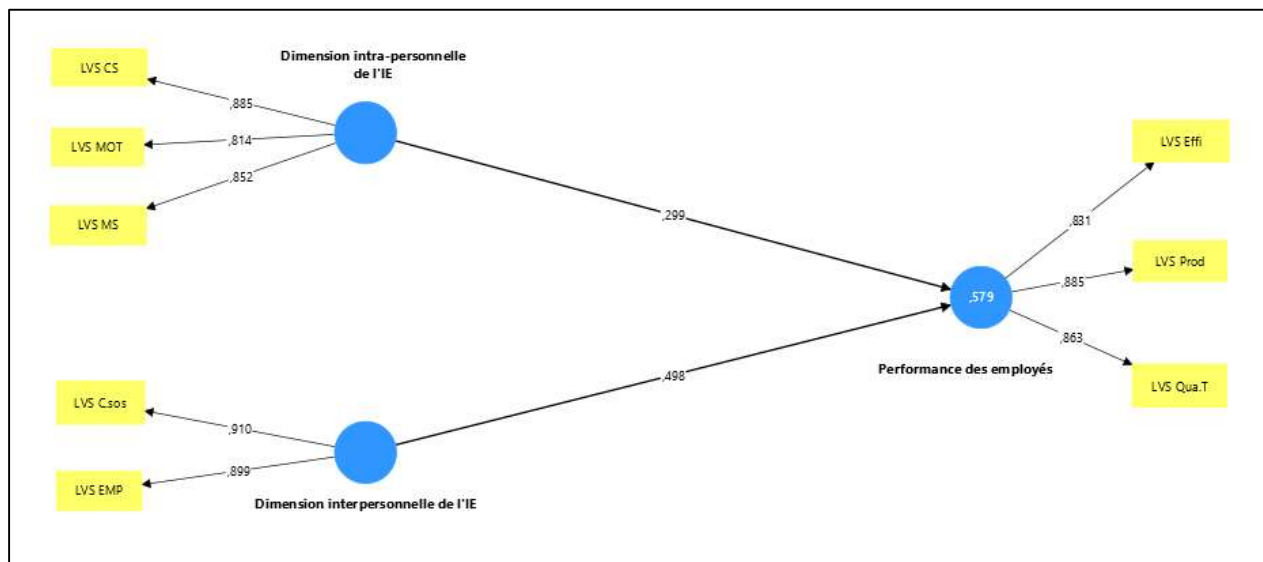 Dimension intra-personnelle
de l'IE
LVS CS
,885
LVS MOT
,814
LVS MS
,852
,299
LVS Effi
,831
LVS Prod
,885
,579
,863
LVS Qua.T
Performance des employés
,498
LVS C.sos
,910
LVS EMP
,899
Dimension interpersonnelle de l'IE